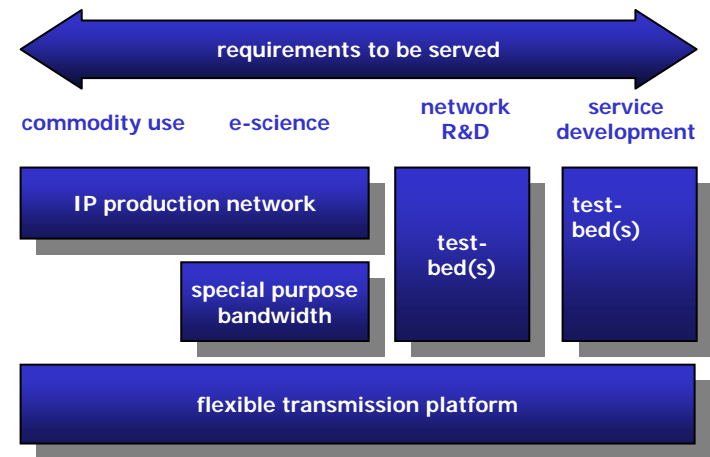 requirements to be served
commodity use
e-science
network
R&D
service
development
IP production network
test-
bed(s)
test-
bed(s)
special purpose
bandwidth
flexible transmission platform